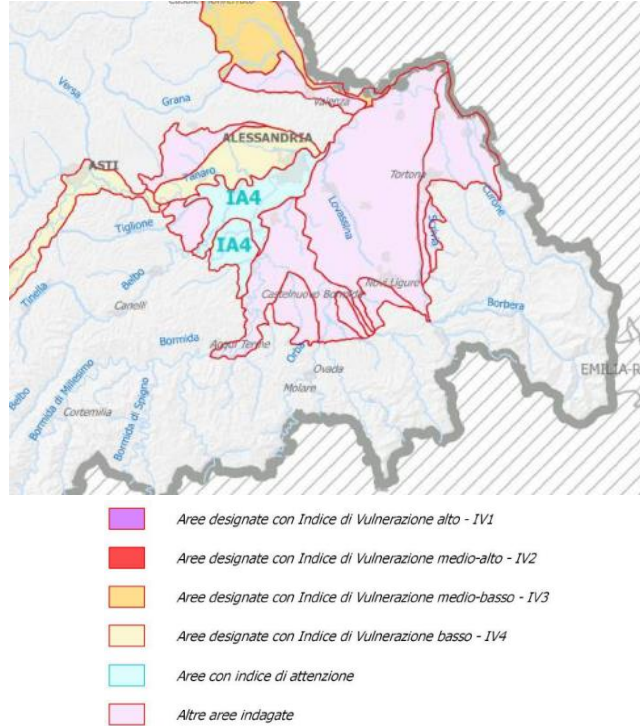 Versa
Grana
Valenza
ALESSANDRIA
ASTI
Tanaro
Tortona
IA4
Curone
Lovassina
Tiglione
Scrivia
IA4
Belbo
Tinella
Canelli
Castelnuovo Bormida
Novi Ligure
Borbera
Bormida
Acqui Terme
Orba
Ovada
EMILIA-R
Belbo
Bormida di Millesimo
Molare
Cortemilia
Bormida di Spigno
Aree designate con Indice di Vulnerazione alto - IV1
Aree designate con Indice di Vulnerazione medio-alto - IV2
Aree designate con Indice di Vulnerazione medio-basso - IV3
Aree designate con Indice di Vulnerazione basso - IV4
Aree con indice di attenzione
Altre aree indagate